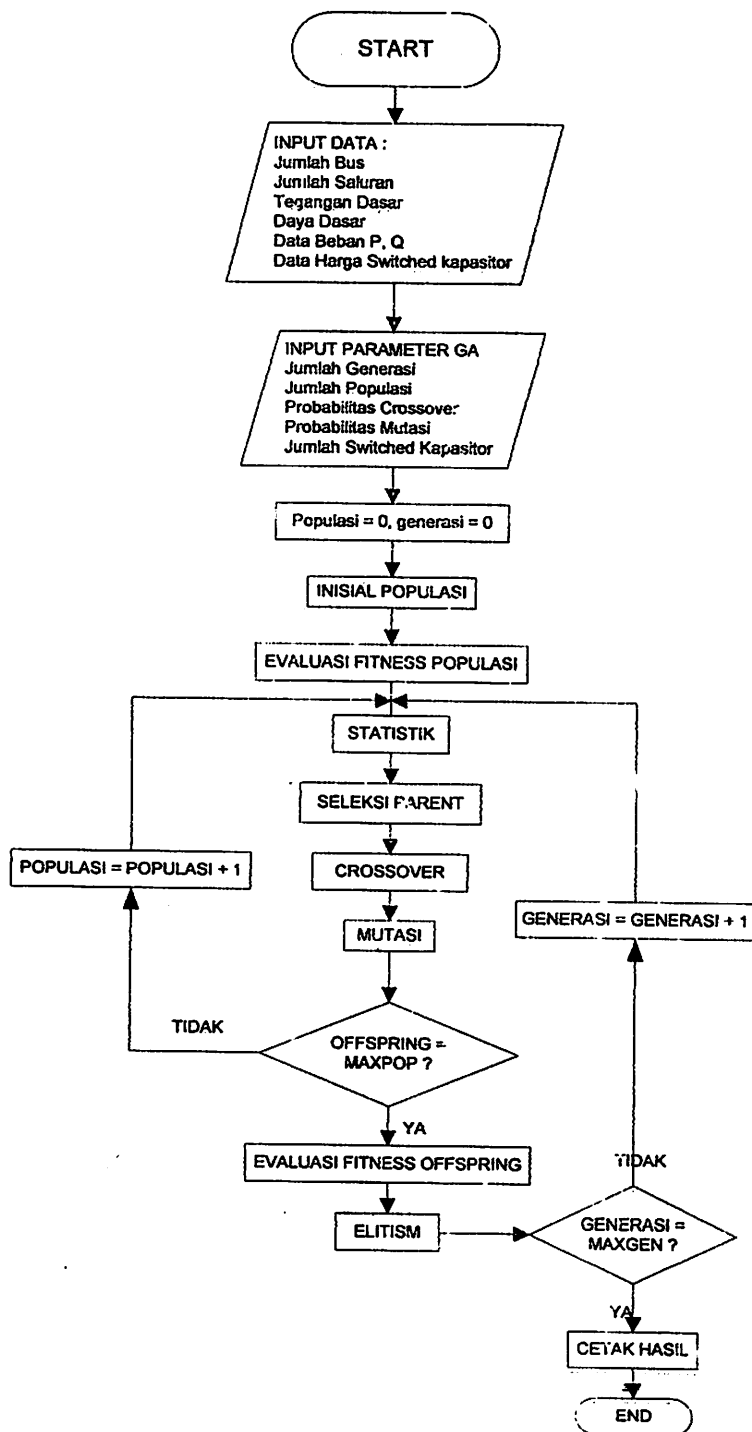 START
INPUT DATA :
Jumlah Bus
Jumlah Saluran
Tegangan Dasar
Daya Dasar
Data Beban P, Q
Data Harga Switched kapasitor
INPUT PARAMETER GA
Jumlah Generasi
Jumlah Populasi
Probabilitas Crossover
Probabilitas Mutasi
Jumlah Switched Kapasitor
Populasi = 0, generasi = 0
INISIAL POPULASI
EVALUASI FITNESS POPULASI
STATISTIK
SELEKSI PARENT
POPULASI = POPULASI + 1
CROSSOVER
GENERASI = GENERASI + 1
MUTASI
TIDAK
OFFSPRING =
MAXPOP ?
YA
EVALUASI FITNESS OFFSPRING
TIDAK
ELITISM
GENERASI =
MAXGEN ?
YA
CETAK HASIL
END